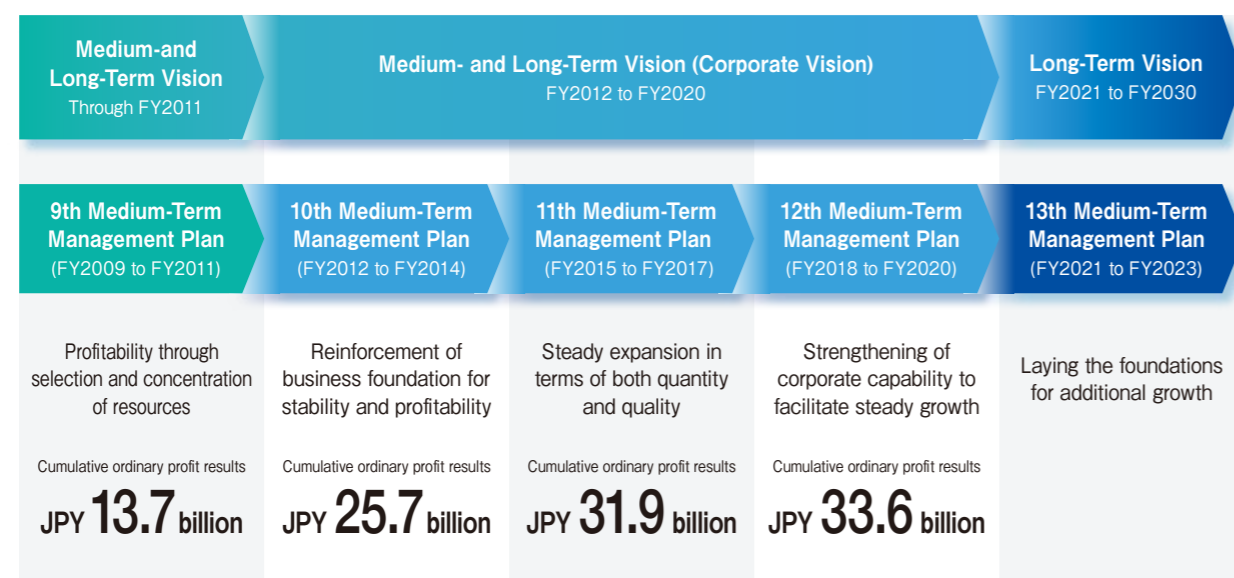 Medium-and
Long-Term Vision
Through FY2011
Medium- and Long-Term Vision (Corporate Vision)
FY2012 to FY2020
Long-Term Vision
FY2021 to FY2030
9th Medium-Term
Management Plan
(FY2009 to FY2011)
10th Medium-Term
Management Plan
(FY2012 to FY2014)
11th Medium-Term
Management Plan
(FY2015 to FY2017)
12th Medium-Term
Management Plan
(FY2018 to FY2020)
13th Medium-Term
Management Plan
(FY2021 to FY2023)
Profitability through
selection and concentration
of resources
Reinforcement of
business foundation for
stability and profitability
Steady expansion in
terms of both quantity
and quality
Strengthening of
corporate capability to
facilitate steady growth
Laying the foundations
for additional growth
Cumulative ordinary profit results
JPY 13.7 billion
Cumulative ordinary profit results
JPY 25.7 billion
Cumulative ordinary profit results
JPY 31.9 billion
Cumulative ordinary profit results
JPY 33.6 billion